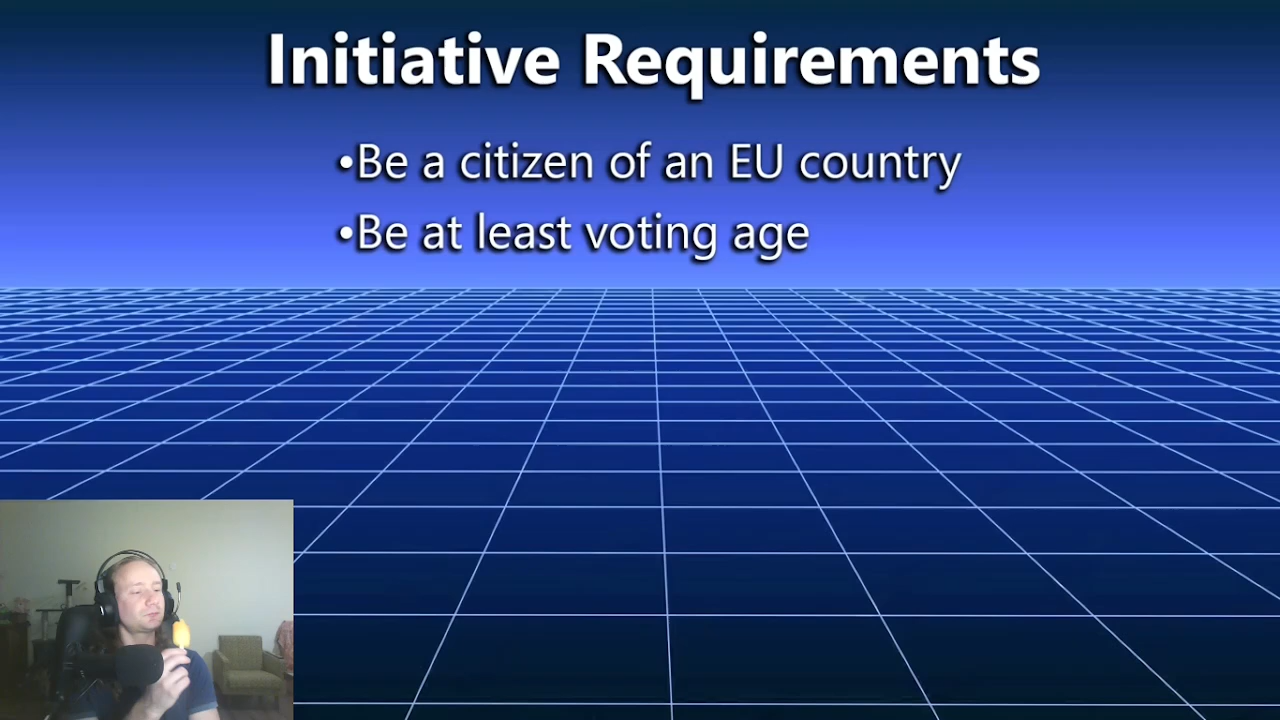 Initiative Requirements
•Be a citizen of an EU country
•Be at least voting age